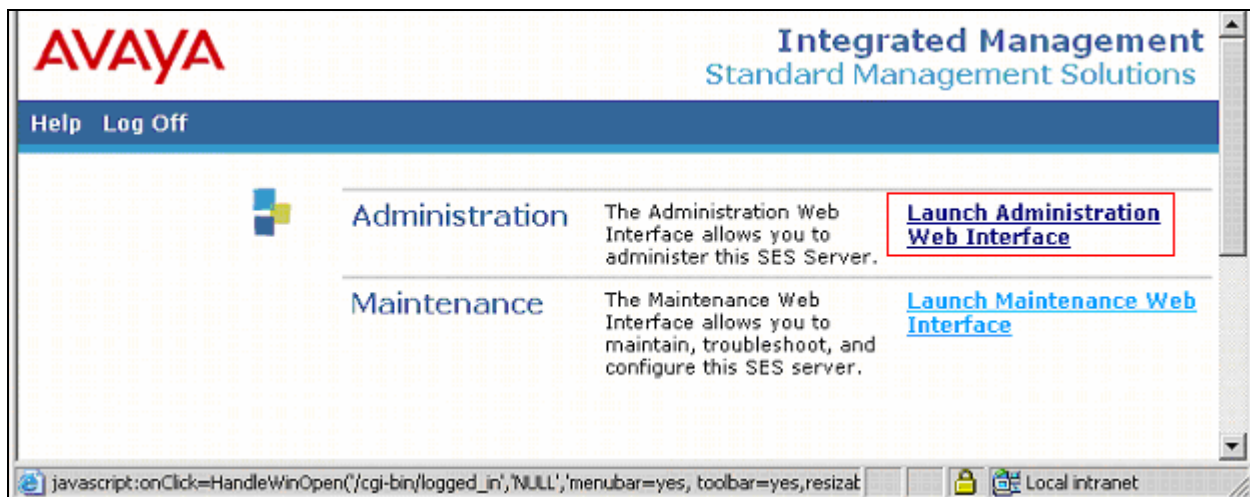 AVAYA
Integrated Management
Standard Management Solutions
Help Log Off
Administration
The Administration Web
Interface allows you to
administer this SES Server.
Launch Administration
Web Interface
Maintenance
The Maintenance Web
Interface allows you to
maintain, troubleshoot, and
configure this SES server.
Launch Maintenance Web
Interface
javascript:onClick=HandleWinOpen('/cgi-bin/logged_in','NULL','menubar=yes, toolbar=yes,resizat
Local intranet